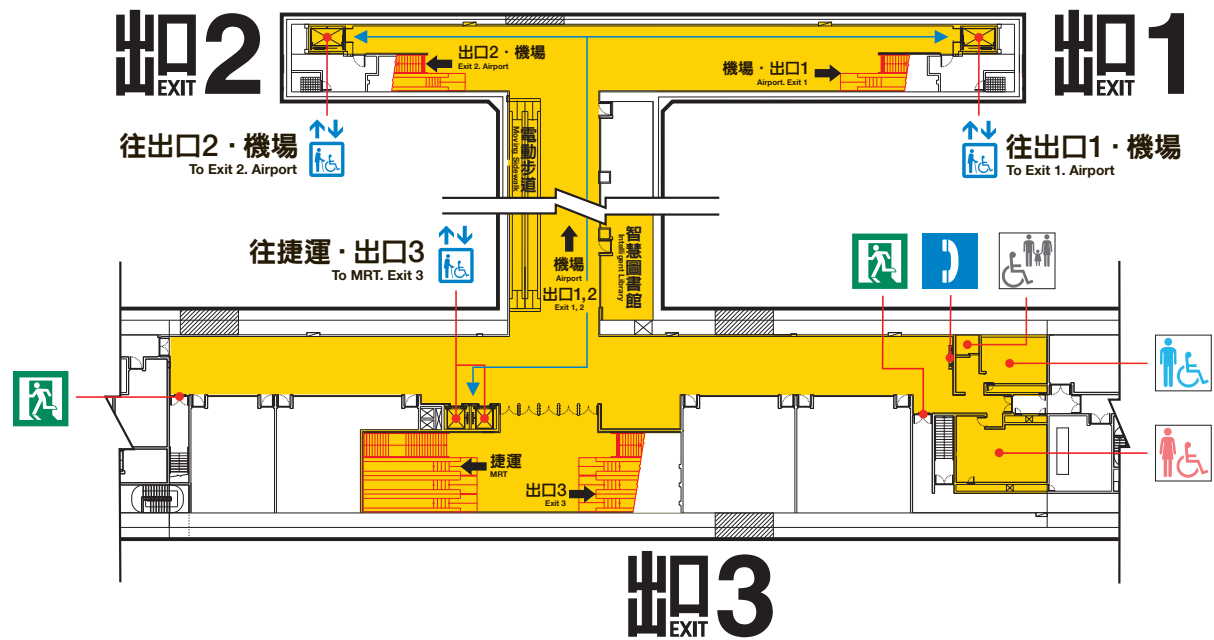 出口2
EXIT
出口2・機場
Exit 2. Airport
機場・出口1
Airport. Exit 1
出口1
EXIT
往出口2・機場
To Exit 2. Airport
電動步道
Moving Sidewalk
往出口1・機場
To Exit 1. Airport
往捷運・出口3
To MRT. Exit 3
機場
Airport
出口1,2
Exit 1, 2
智慧圖書館
Intelligent Library
捷運
MRT
出口3
Exit 3
出口3
EXIT